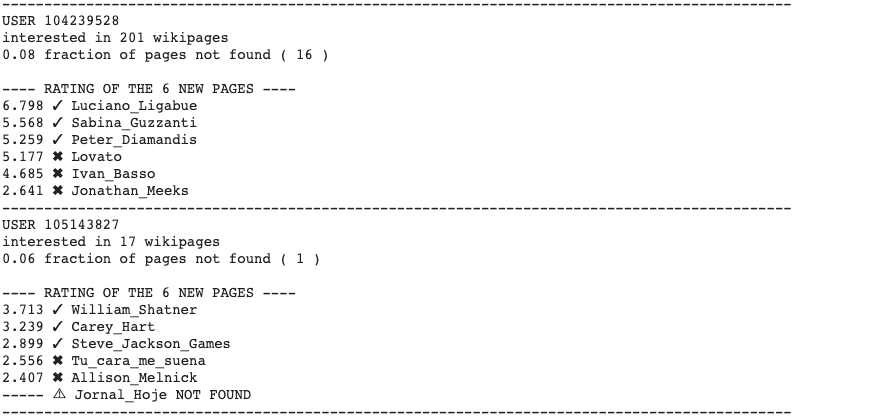 ----------------------------------------------------------------------------------------------
USER 104239528
interested in 201 wikipages
0.08 fraction of pages not found ( 16 )
---- RATING OF THE 6 NEW PAGES ----
6.798 ✓ Luciano_Ligabue
5.568 ✓ Sabina_Guzzanti
5.259 ✓ Peter_Diamandis
5.177 ✖ Lovato
4.685 ✖ Ivan_Basso
2.641 ✖ Jonathan_Meeks
----------------------------------------------------------------------------------------------
USER 105143827
interested in 17 wikipages
0.06 fraction of pages not found ( 1 )
---- RATING OF THE 6 NEW PAGES ----
3.713 ✓ William_Shatner
3.239 ✓ Carey_Hart
2.899 ✓ Steve_Jackson_Games
2.556 ✖ Tu_cara_me_suena
2.407 ✖ Allison_Melnick
----- ⚠ Jornal_Hoje NOT FOUND
----------------------------------------------------------------------------------------------